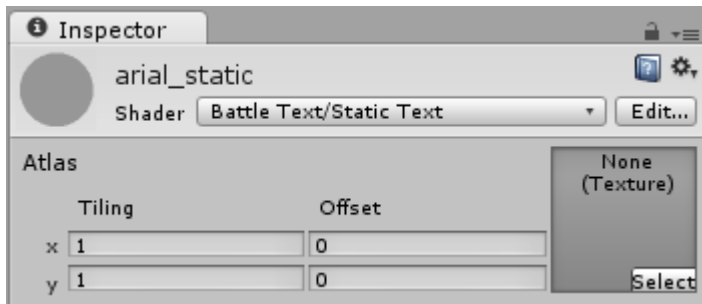 Inspector
arial_static
Shader Battle Text/Static Text Edit...
Atlas None
(Texture)
Tiling Offset
x 1 0
y 1 0 Select